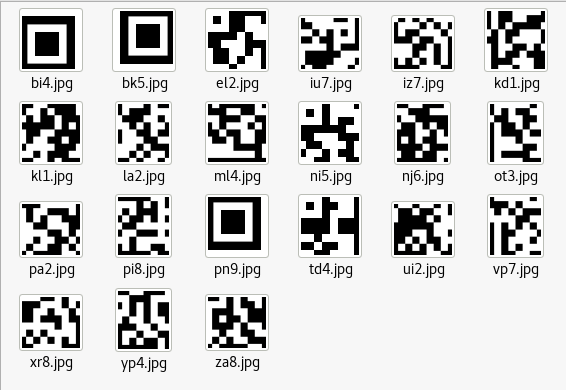 bi4.jpg bk5.jpg el2.jpg iu7.jpg iz7.jpg kd1.jpg
kl1.jpg la2.jpg ml4.jpg ni5.jpg nj6.jpg ot3.jpg
pa2.jpg pi8.jpg pn9.jpg td4.jpg ui2.jpg vp7.jpg
xr8.jpg yp4.jpg za8.jpg